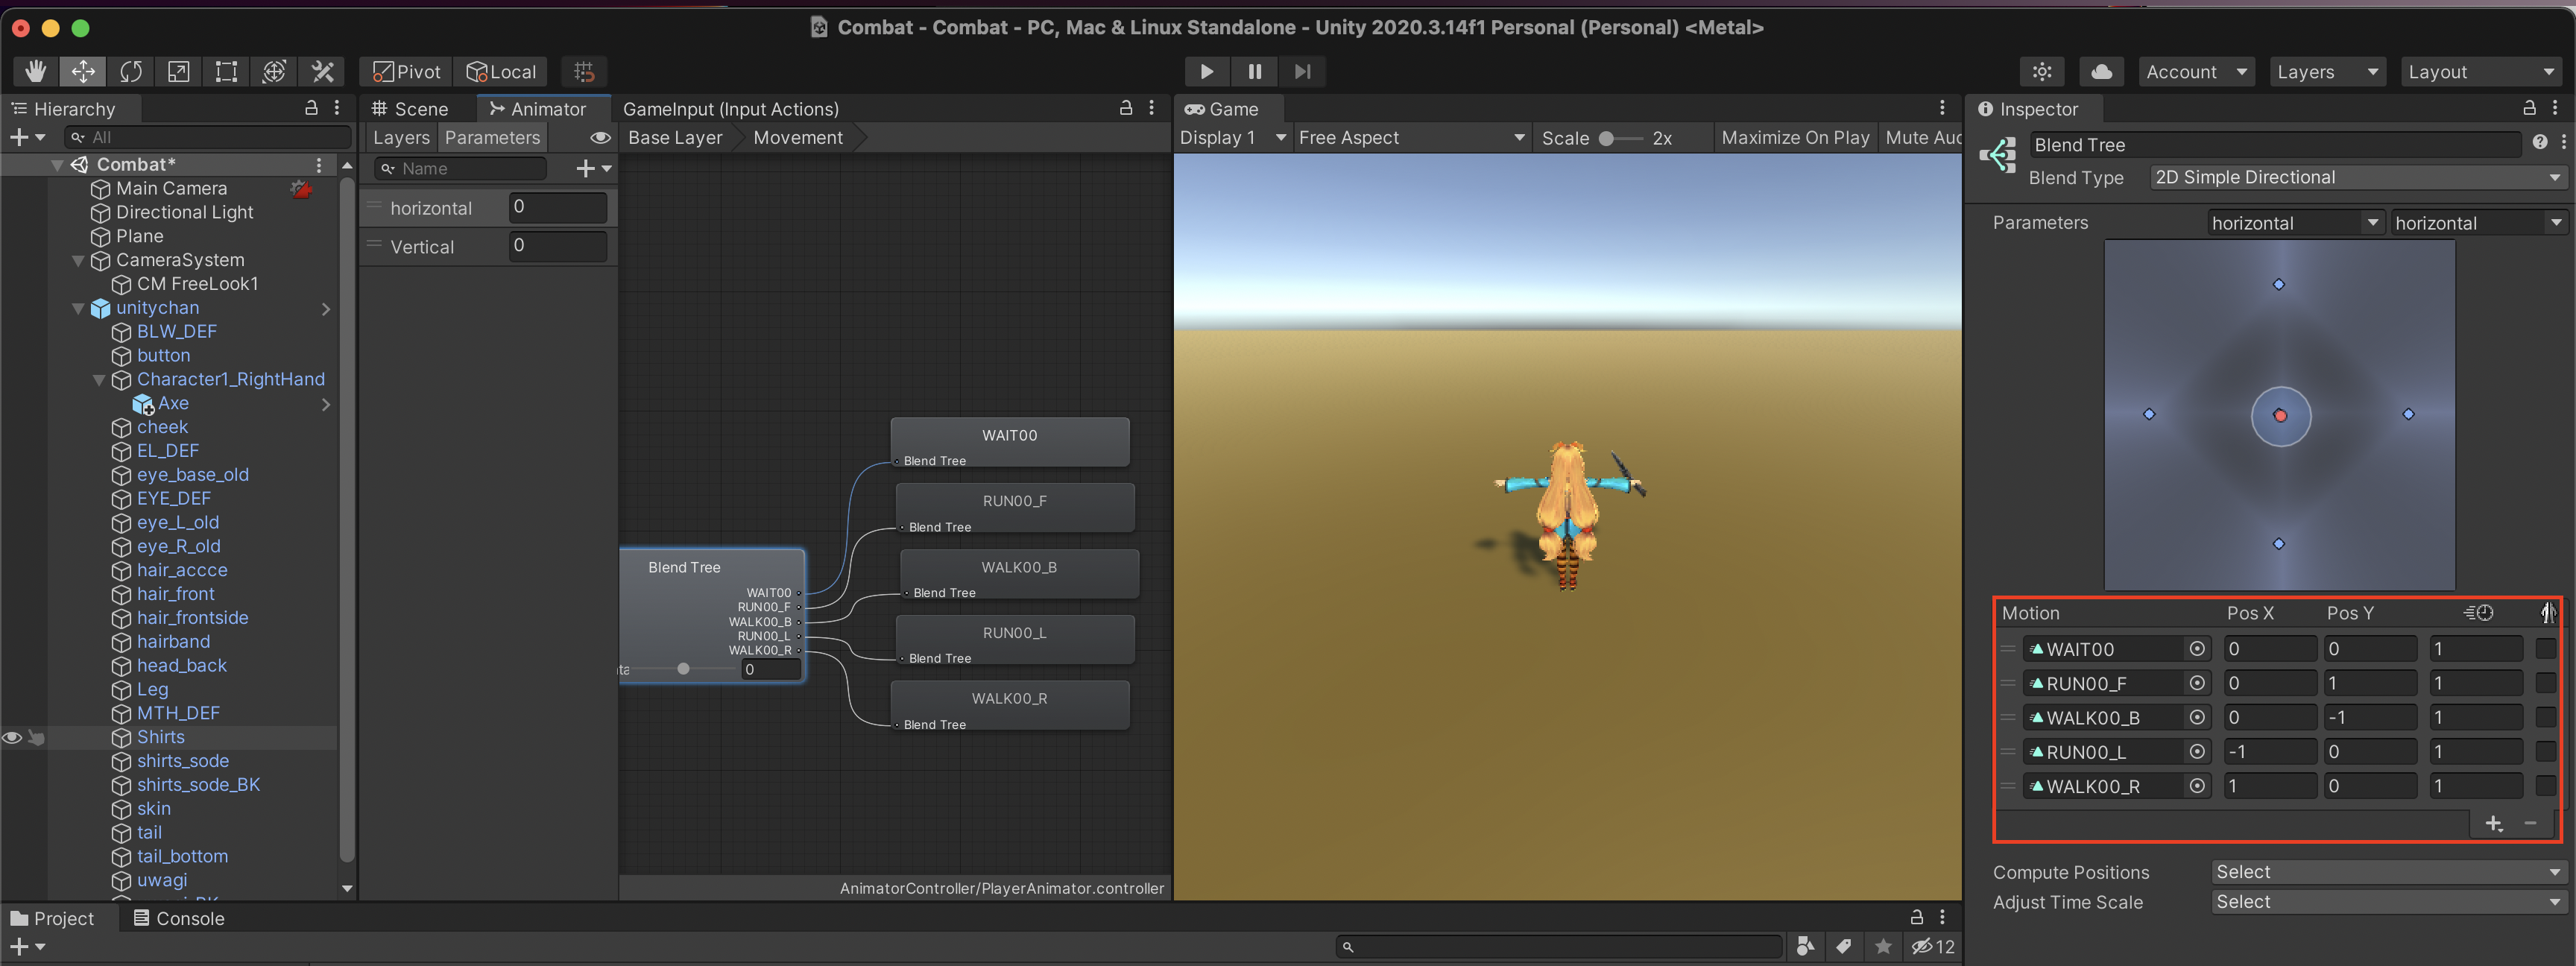 Combat - Combat - PC, Mac & Linux Standalone - Unity 2020.3.14f1 Personal (Personal) <Metal>
Pivot Local Account Layers Layout
Hierarchy
All
Combat*
Main Camera
Directional Light
Plane
CameraSystem
CM FreeLook1
unitychan
BLW_DEF
button
Character1_RightHand
Axe
cheek
EL_DEF
eye_base_old
EYE_DEF
eye_L_old
eye_R_old
hair_accce
hair_front
hair_frontside
hairband
head_back
Leg
MTH_DEF
Shirts
shirts_sode
shirts_sode_BK
skin
tail
tail_bottom
uwagi
Scene Animator GameInput (Input Actions)
Layers Parameters Base Layer Movement
Name
horizontal 0
Vertical 0
WAIT00
Blend Tree
RUN00_F
Blend Tree
WALK00_B
Blend Tree
RUN00_L
Blend Tree
WALK00_R
Blend Tree
Blend Tree
WAIT00
RUN00_F
WALK00_B
RUN00_L
WALK00_R
0
AnimatorController/PlayerAnimator.controller
Game
Display 1 Free Aspect Scale 2x Maximize On Play Mute Auc
Inspector
Blend Tree
Blend Type 2D Simple Directional
Parameters horizontal horizontal
Motion Pos X Pos Y
WAIT00 0 0 1
RUN00_F 0 1 1
WALK00_B 0 -1 1
RUN00_L -1 0 1
WALK00_R 1 0 1
Compute Positions Select
Adjust Time Scale Select
Project Console
12